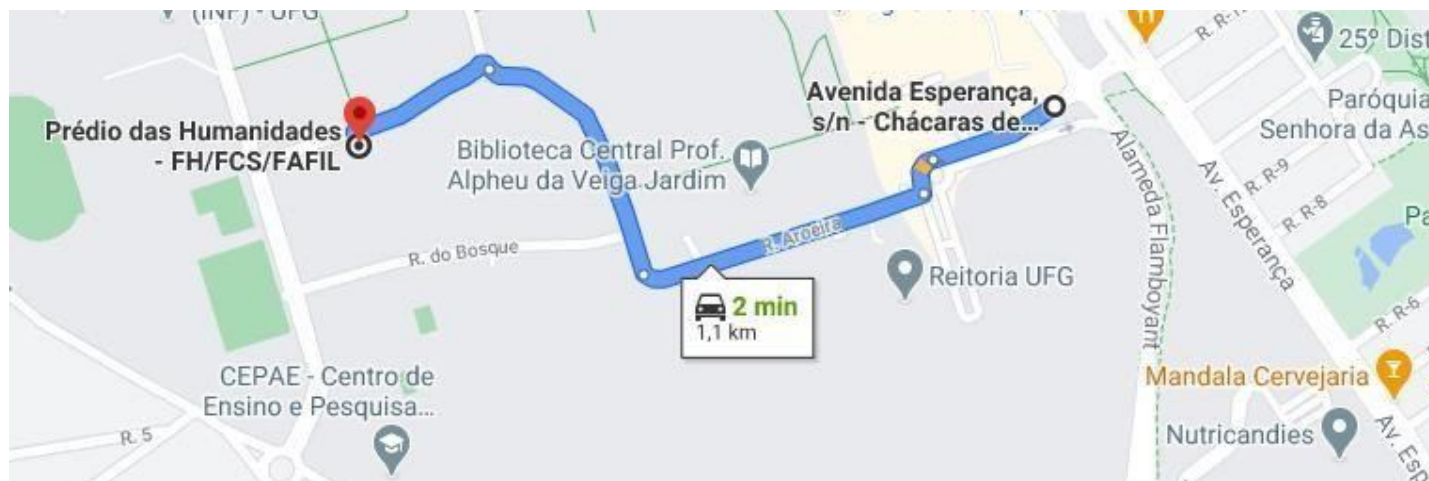 (INF) - UFG
25º Dist
Avenida Esperança,
s/n - Chácaras de...
R. R-1
Paróquia
Senhora da As
Prédio das Humanidades
- FH/FCS/FAFIL
Biblioteca Central Prof.
Alpheu da Veiga Jardim
R. R-9
R. R-8
Pa
Alameda Flamboyant
Av. Esperança
R. Aroeira
R. do Bosque
Reitoria UFG
2 min
1,1 km
R. R-6
CEPAE - Centro de
Ensino e Pesquisa...
Mandala Cervejaria
R. 5
Nutricandies
Av. Esp